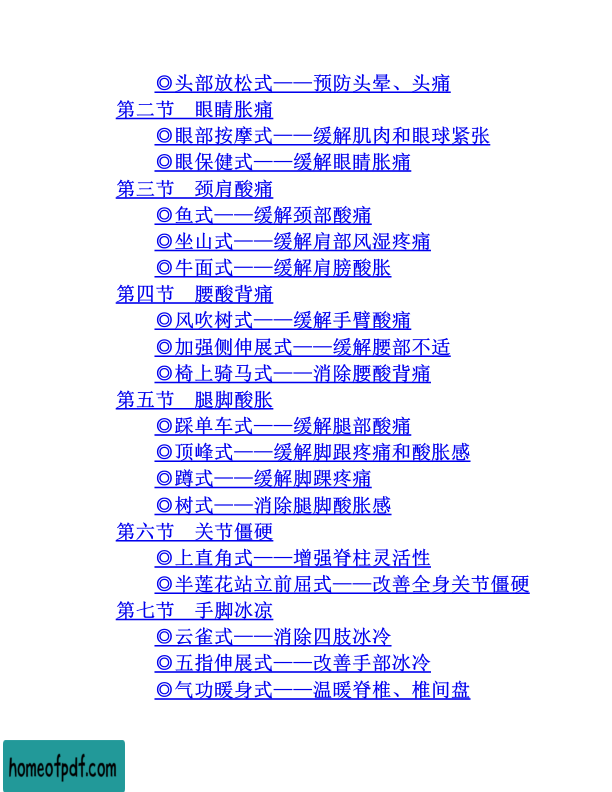 ◎头部放松式——预防头晕、头痛
第二节　眼睛胀痛
◎眼部按摩式——缓解肌肉和眼球紧张
◎眼保健式——缓解眼睛胀痛
第三节　颈肩酸痛
◎鱼式——缓解颈部酸痛
◎坐山式——缓解肩部风湿疼痛
◎牛面式——缓解肩膀酸胀
第四节　腰酸背痛
◎风吹树式——缓解手臂酸痛
◎加强侧伸展式——缓解腰部不适
◎椅上骑马式——消除腰酸背痛
第五节　腿脚酸胀
◎踩单车式——缓解腿部酸痛
◎顶峰式——缓解脚跟疼痛和酸胀感
◎蹲式——缓解脚踝疼痛
◎树式——消除腿脚酸胀感
第六节　关节僵硬
◎上直角式——增强脊柱灵活性
◎半莲花站立前屈式——改善全身关节僵硬
第七节　手脚冰凉
◎云雀式——消除四肢冰冷
◎五指伸展式——改善手部冰冷
◎气功暖身式——温暖脊椎、椎间盘
homeofpdf.com